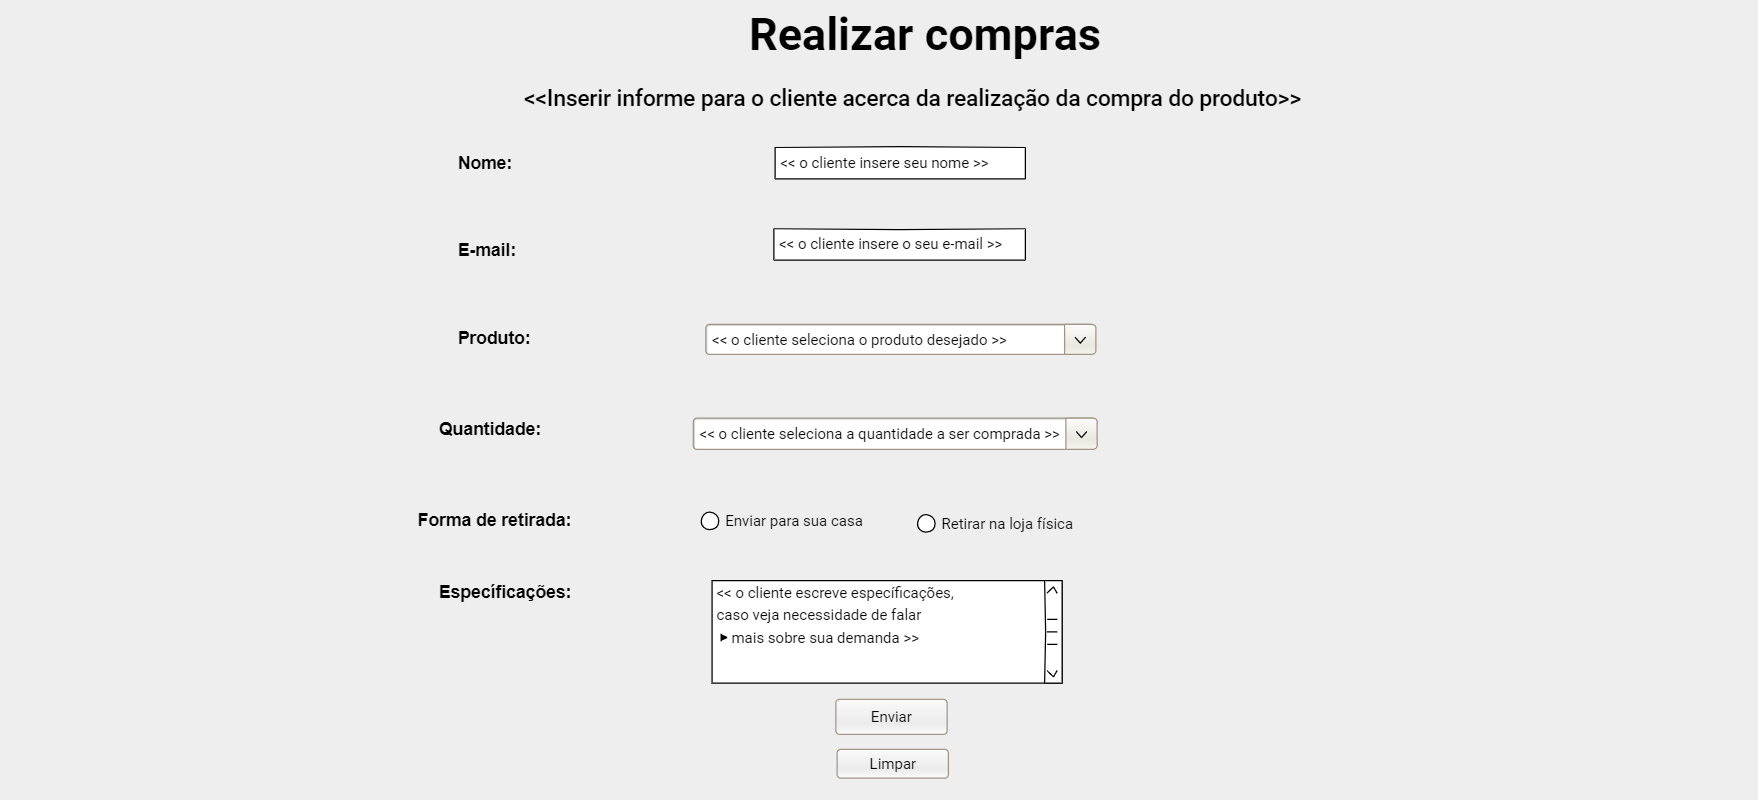 Realizar compras
<<Inserir informe para o cliente acerca da realização da compra do produto>>
Nome:
<< o cliente insere seu nome >>
E-mail:
<< o cliente insere o seu e-mail >>
Produto:
<< o cliente seleciona o produto desejado >>
Quantidade:
<< o cliente seleciona a quantidade a ser comprada >>
Forma de retirada:
Enviar para sua casa
Retirar na loja física
Específicações:
<< o cliente escreve específicações,
caso veja necessidade de falar
mais sobre sua demanda >>
Enviar
Limpar